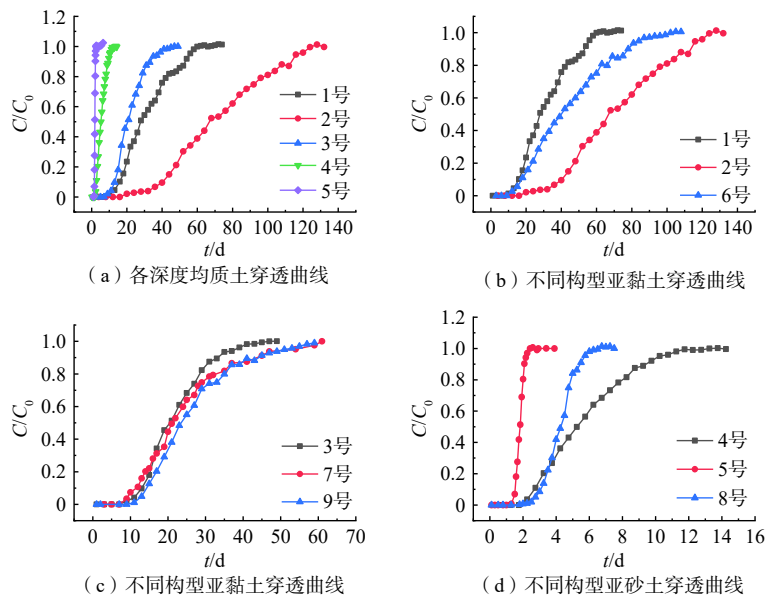 C/C0
1.2
1.0
0.8
0.6
0.4
0.2
0
0 20 40 60 80 100 120 140
t/d
1号
2号
3号
4号
5号
（a）各深度均质土穿透曲线
C/C0
1.0
0.8
0.6
0.4
0.2
0
0 20 40 60 80 100 120 140
t/d
1号
2号
6号
（b）不同构型亚黏土穿透曲线
C/C0
1.0
0.8
0.6
0.4
0.2
0
0 10 20 30 40 50 60 70
t/d
3号
7号
9号
（c）不同构型亚黏土穿透曲线
C/C0
1.2
1.0
0.8
0.6
0.4
0.2
0
0 2 4 6 8 10 12 14 16
t/d
4号
5号
8号
（d）不同构型亚砂土穿透曲线